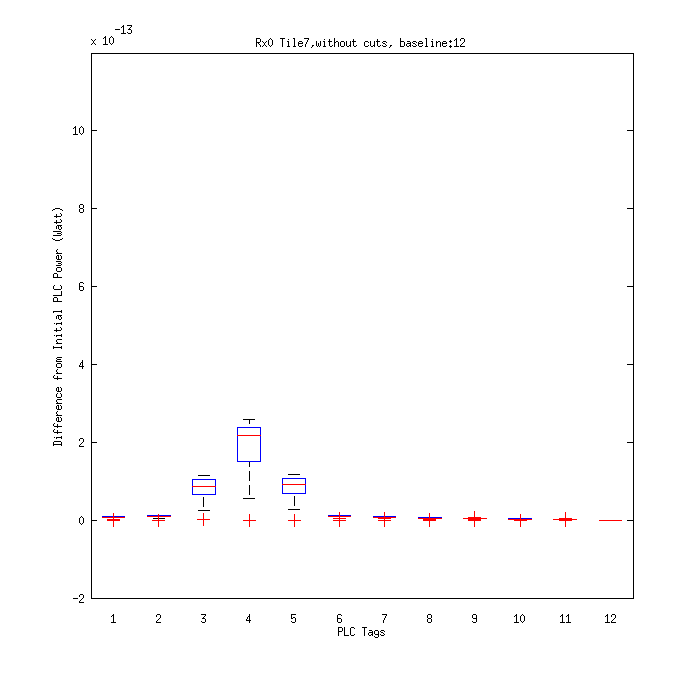 x 10^-13
Rx0 Tile7,without cuts, baseline:12
Difference from Initial PLC Power (Watt)
10
8
6
4
2
0
-2
1 2 3 4 5 6 7 8 9 10 11 12
PLC Tags